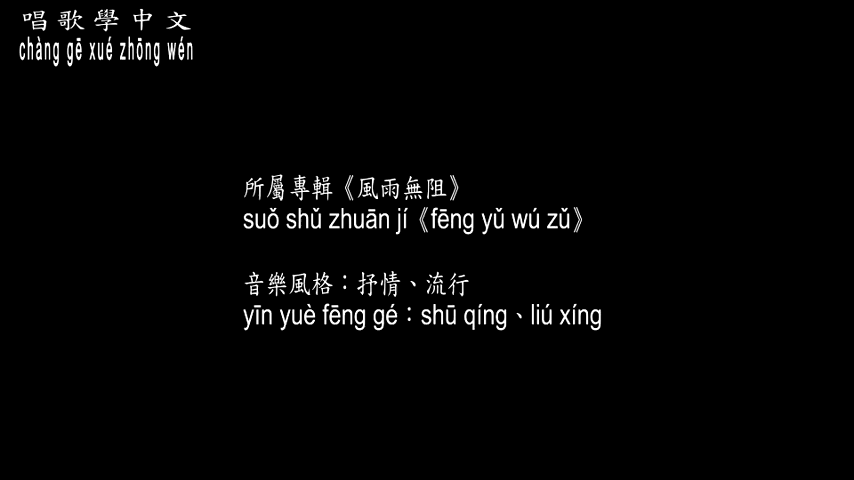 唱歌學中文
chàng gē xué zhōng wén
所屬專輯《風雨無阻》
suǒ shǔ zhuān jí《fēng yǔ wú zǔ》
音樂風格：抒情、流行
yīn yuè fēng gé：shū qíng、liú xíng